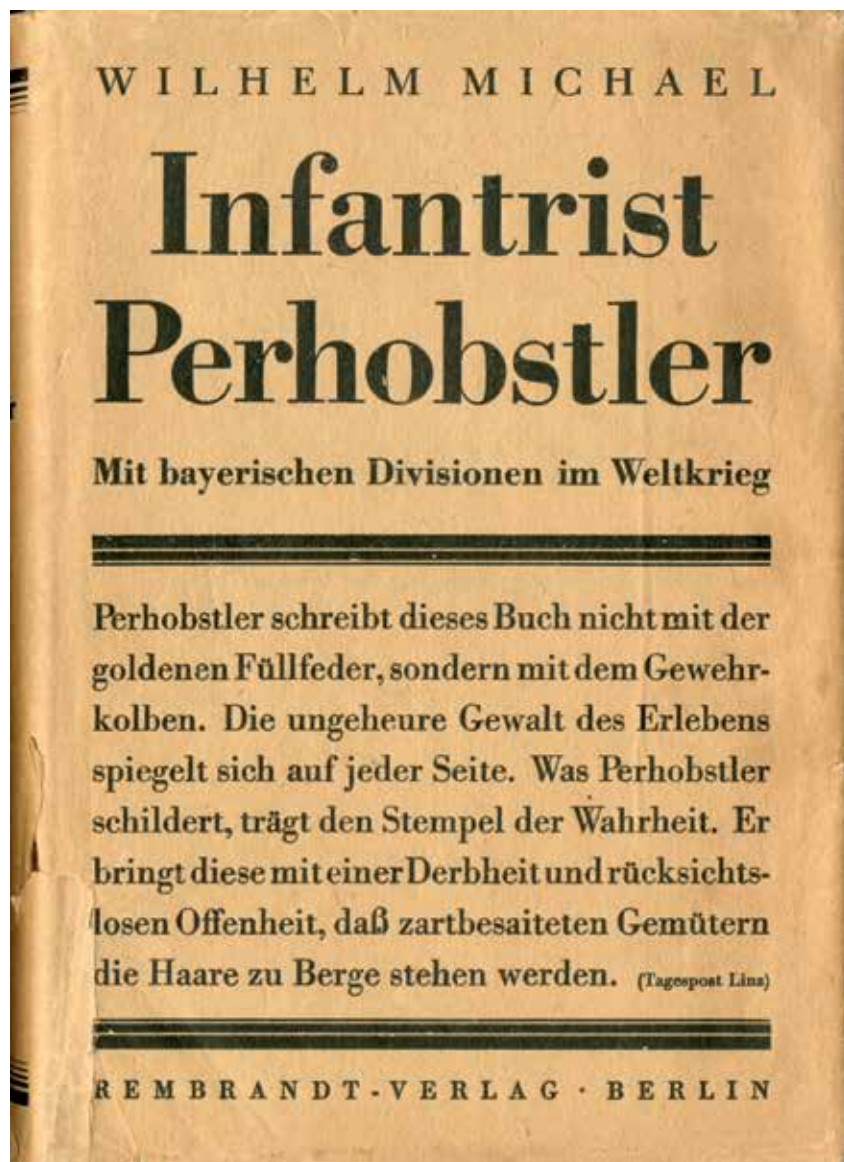 WILHELM MICHAEL
Infantrist
Perhobstler
Mit bayerischen Divisionen im Weltkrieg
Perhobstler schreibt dieses Buch nicht mit der
goldenen Füllfeder, sondern mit dem Gewehr-
kolben. Die ungeheure Gewalt des Erlebens
spiegelt sich auf jeder Seite. Was Perhobstler
schildert, trägt den Stempel der Wahrheit. Er
bringt diese mit einer Derbheit und rücksichts-
losen Offenheit, daß zartbesaiteten Gemütern
die Haare zu Berge stehen werden. (Tagespost Linz)
REMBRANDT-VERLAG · BERLIN